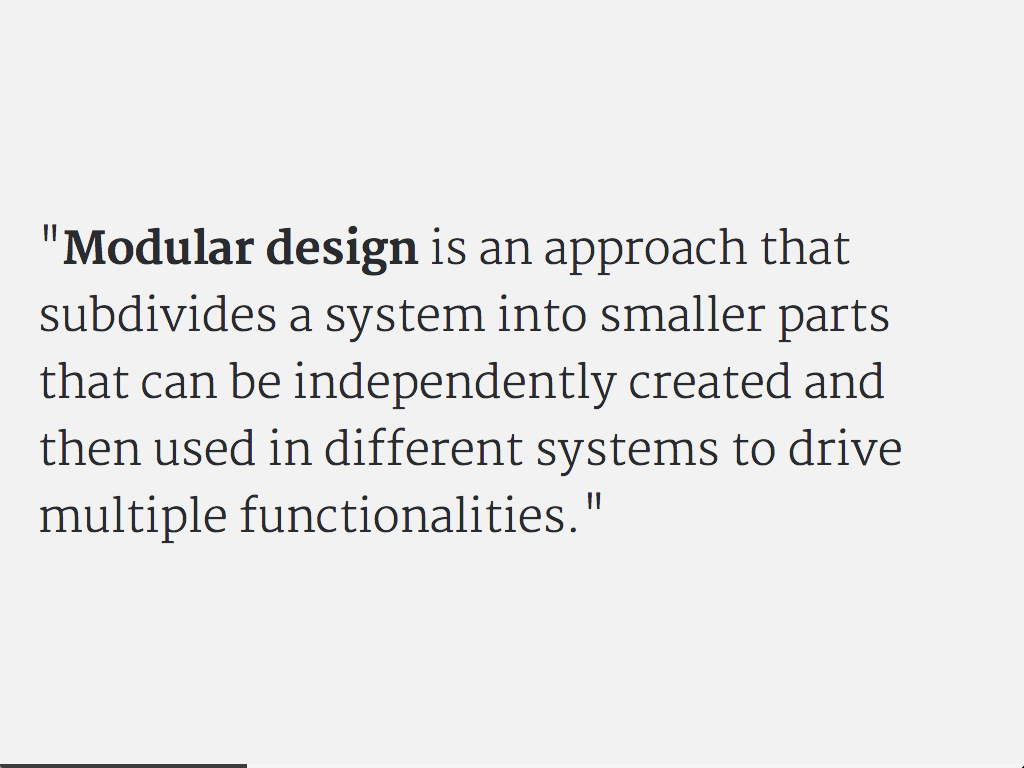 "Modular design is an approach that
subdivides a system into smaller parts
that can be independently created and
then used in different systems to drive
multiple functionalities."